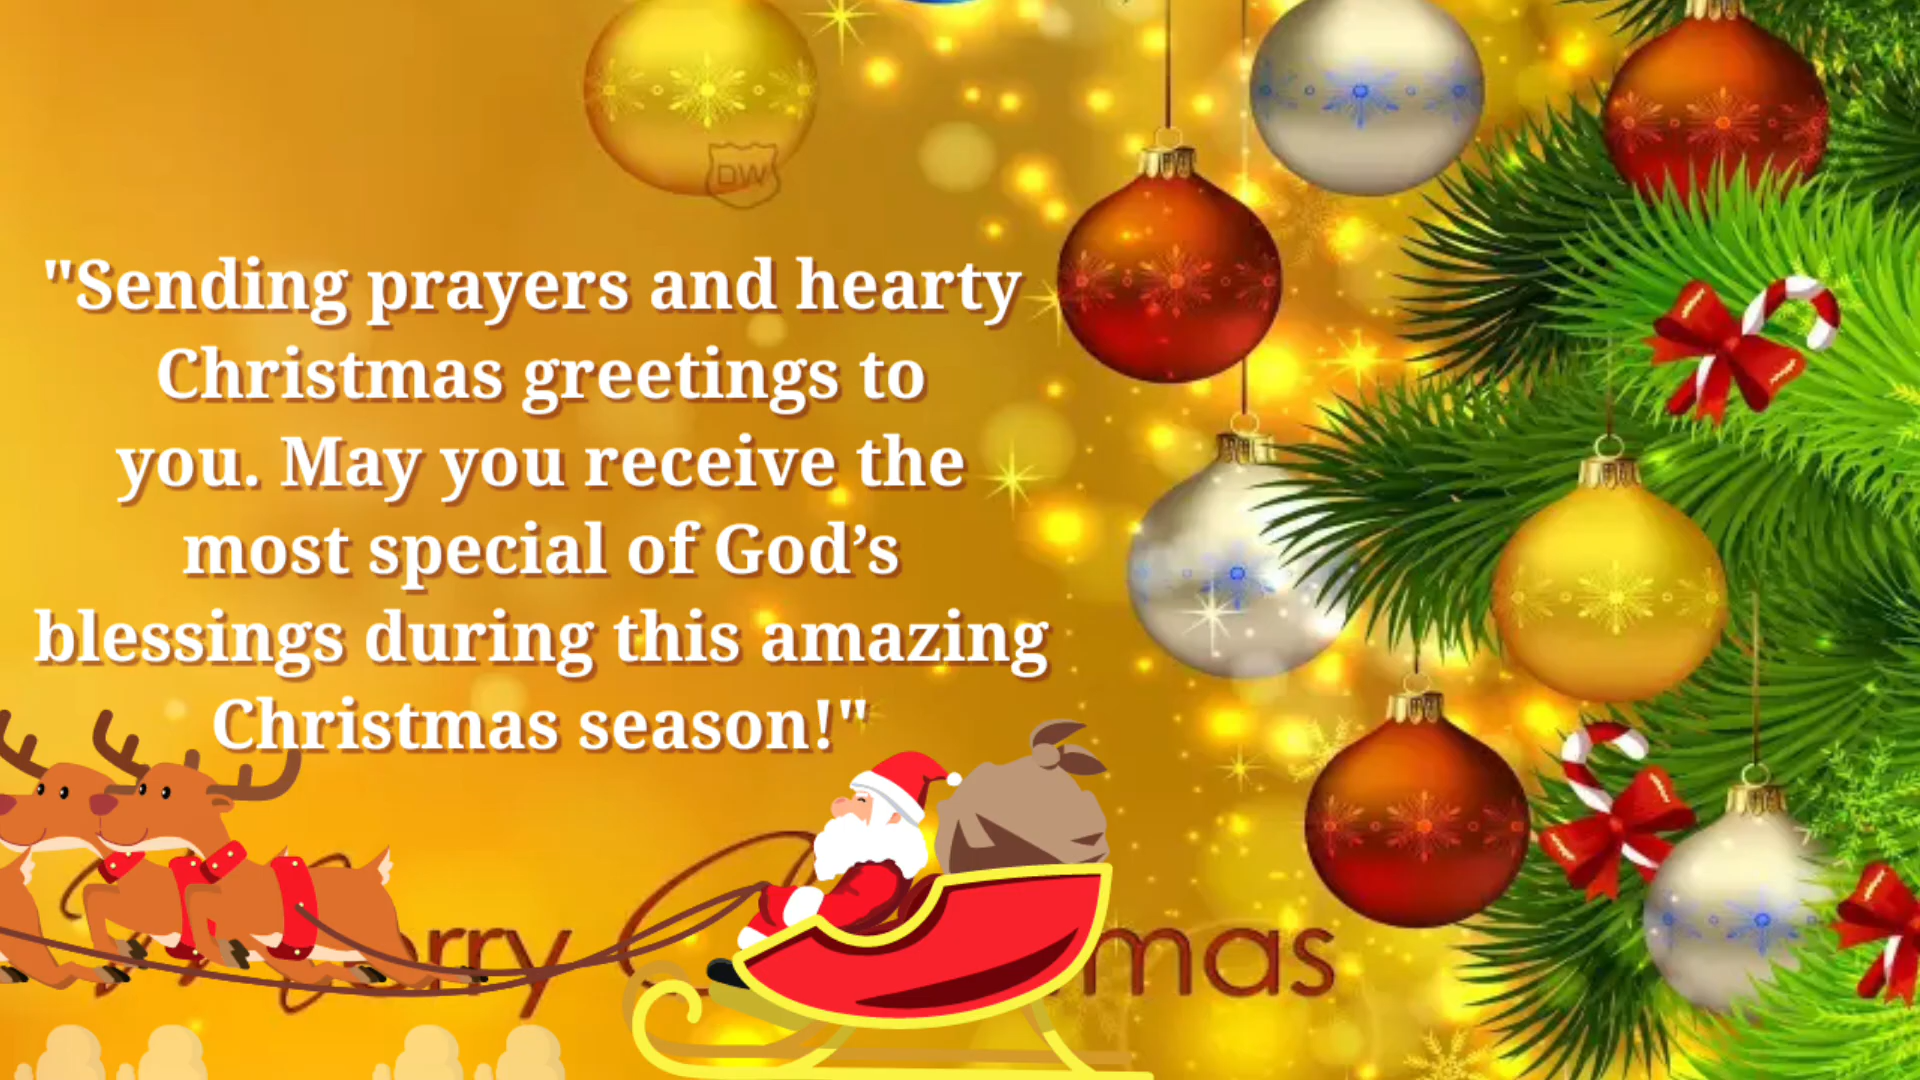 DW
"Sending prayers and hearty
Christmas greetings to
you. May you receive the
most special of God’s
blessings during this amazing
Christmas season!"